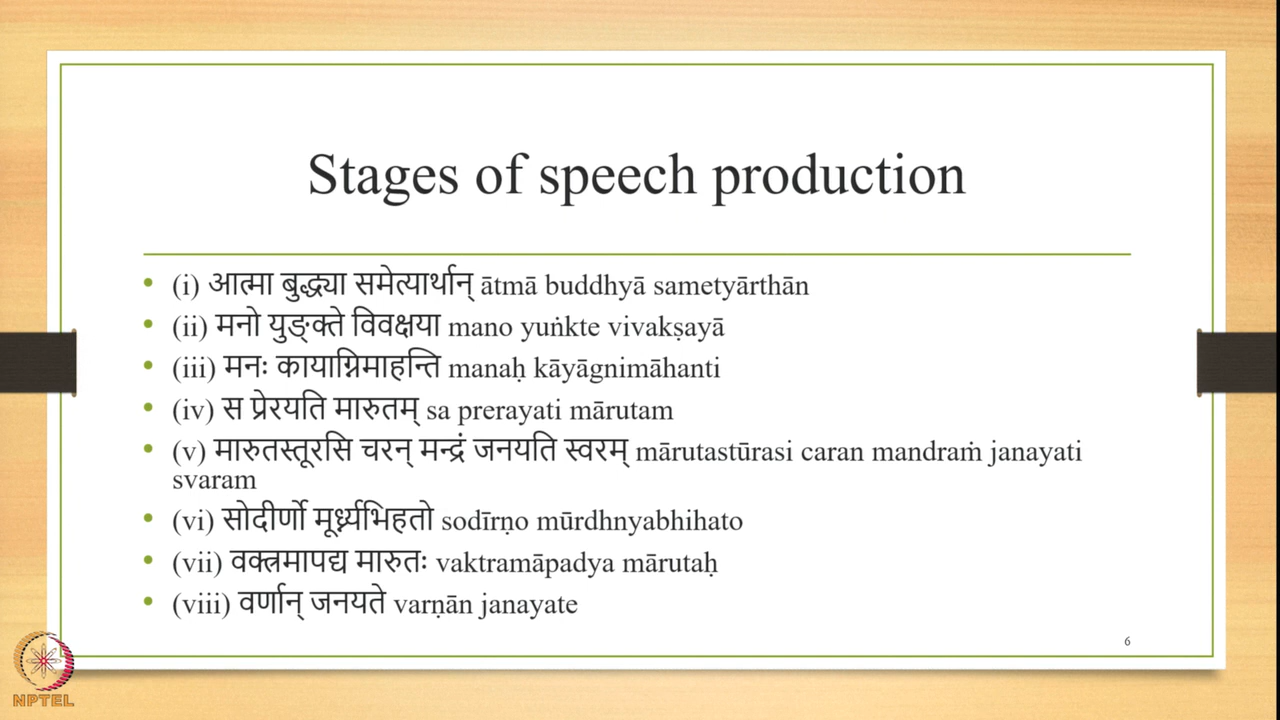 Stages of speech production
• (i) आत्मा बुद्ध्या समेत्यार्थान् ātmā buddhyā sametyārthān
• (ii) मनो युङ्क्ते विवक्षया mano yuṅkte vivakṣayā
• (iii) मनः कायाग्निमाहन्ति manaḥ kāyāgnimāhanti
• (iv) स प्रेरयति मारुतम् sa prerayati mārutam
• (v) मारुतस्तूरसि चरन् मन्द्रं जनयति स्वरम् mārutastūrasi caran mandraṁ janayati
svaram
• (vi) सोदीर्णो मूर्ध्न्यभिहतो sodīrṇo mūrdhnyabhihato
• (vii) वक्त्रमापद्य मारुतः vaktramāpadya mārutaḥ
• (viii) वर्णान् जनयते varṇān janayate
6
NPTEL